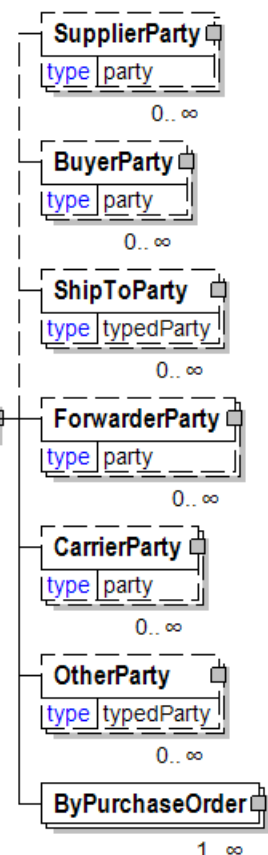 SupplierParty
type party
0.. ∞
BuyerParty
type party
0.. ∞
ShipToParty
type typedParty
0.. ∞
ForwarderParty
type party
0.. ∞
CarrierParty
type party
0.. ∞
OtherParty
type typedParty
0.. ∞
ByPurchaseOrder
1.. ∞